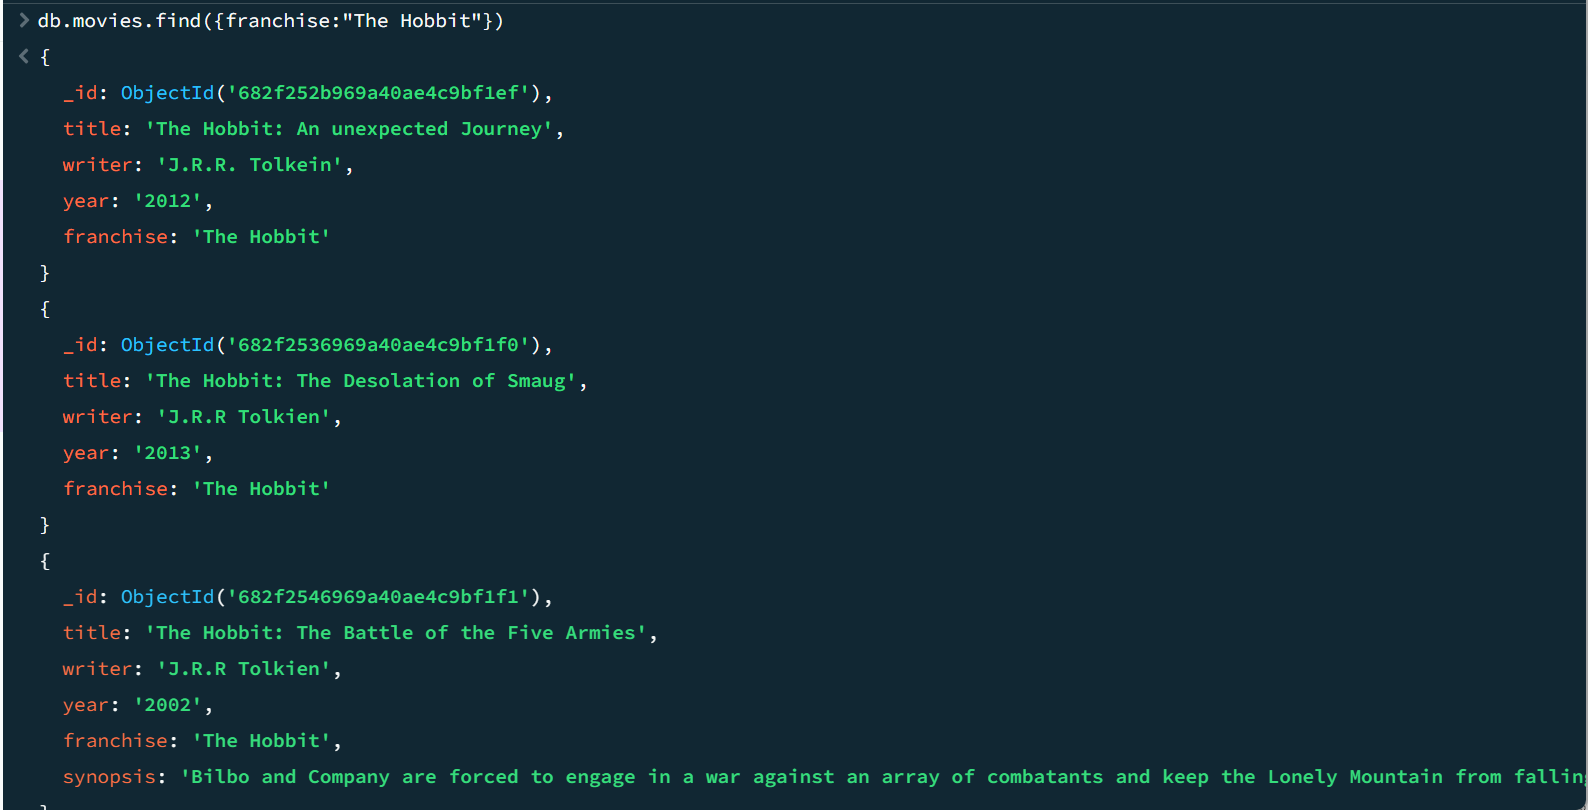 > db.movies.find({franchise:"The Hobbit"})
< {
_id: ObjectId('682f252b969a40ae4c9bf1ef'),
title: 'The Hobbit: An unexpected Journey',
writer: 'J.R.R. Tolkein',
year: '2012',
franchise: 'The Hobbit'
}
{
_id: ObjectId('682f2536969a40ae4c9bf1f0'),
title: 'The Hobbit: The Desolation of Smaug',
writer: 'J.R.R Tolkien',
year: '2013',
franchise: 'The Hobbit'
}
{
_id: ObjectId('682f2546969a40ae4c9bf1f1'),
title: 'The Hobbit: The Battle of the Five Armies',
writer: 'J.R.R Tolkien',
year: '2002',
franchise: 'The Hobbit',
synopsis: 'Bilbo and Company are forced to engage in a war against an array of combatants and keep the Lonely Mountain from fallin
}